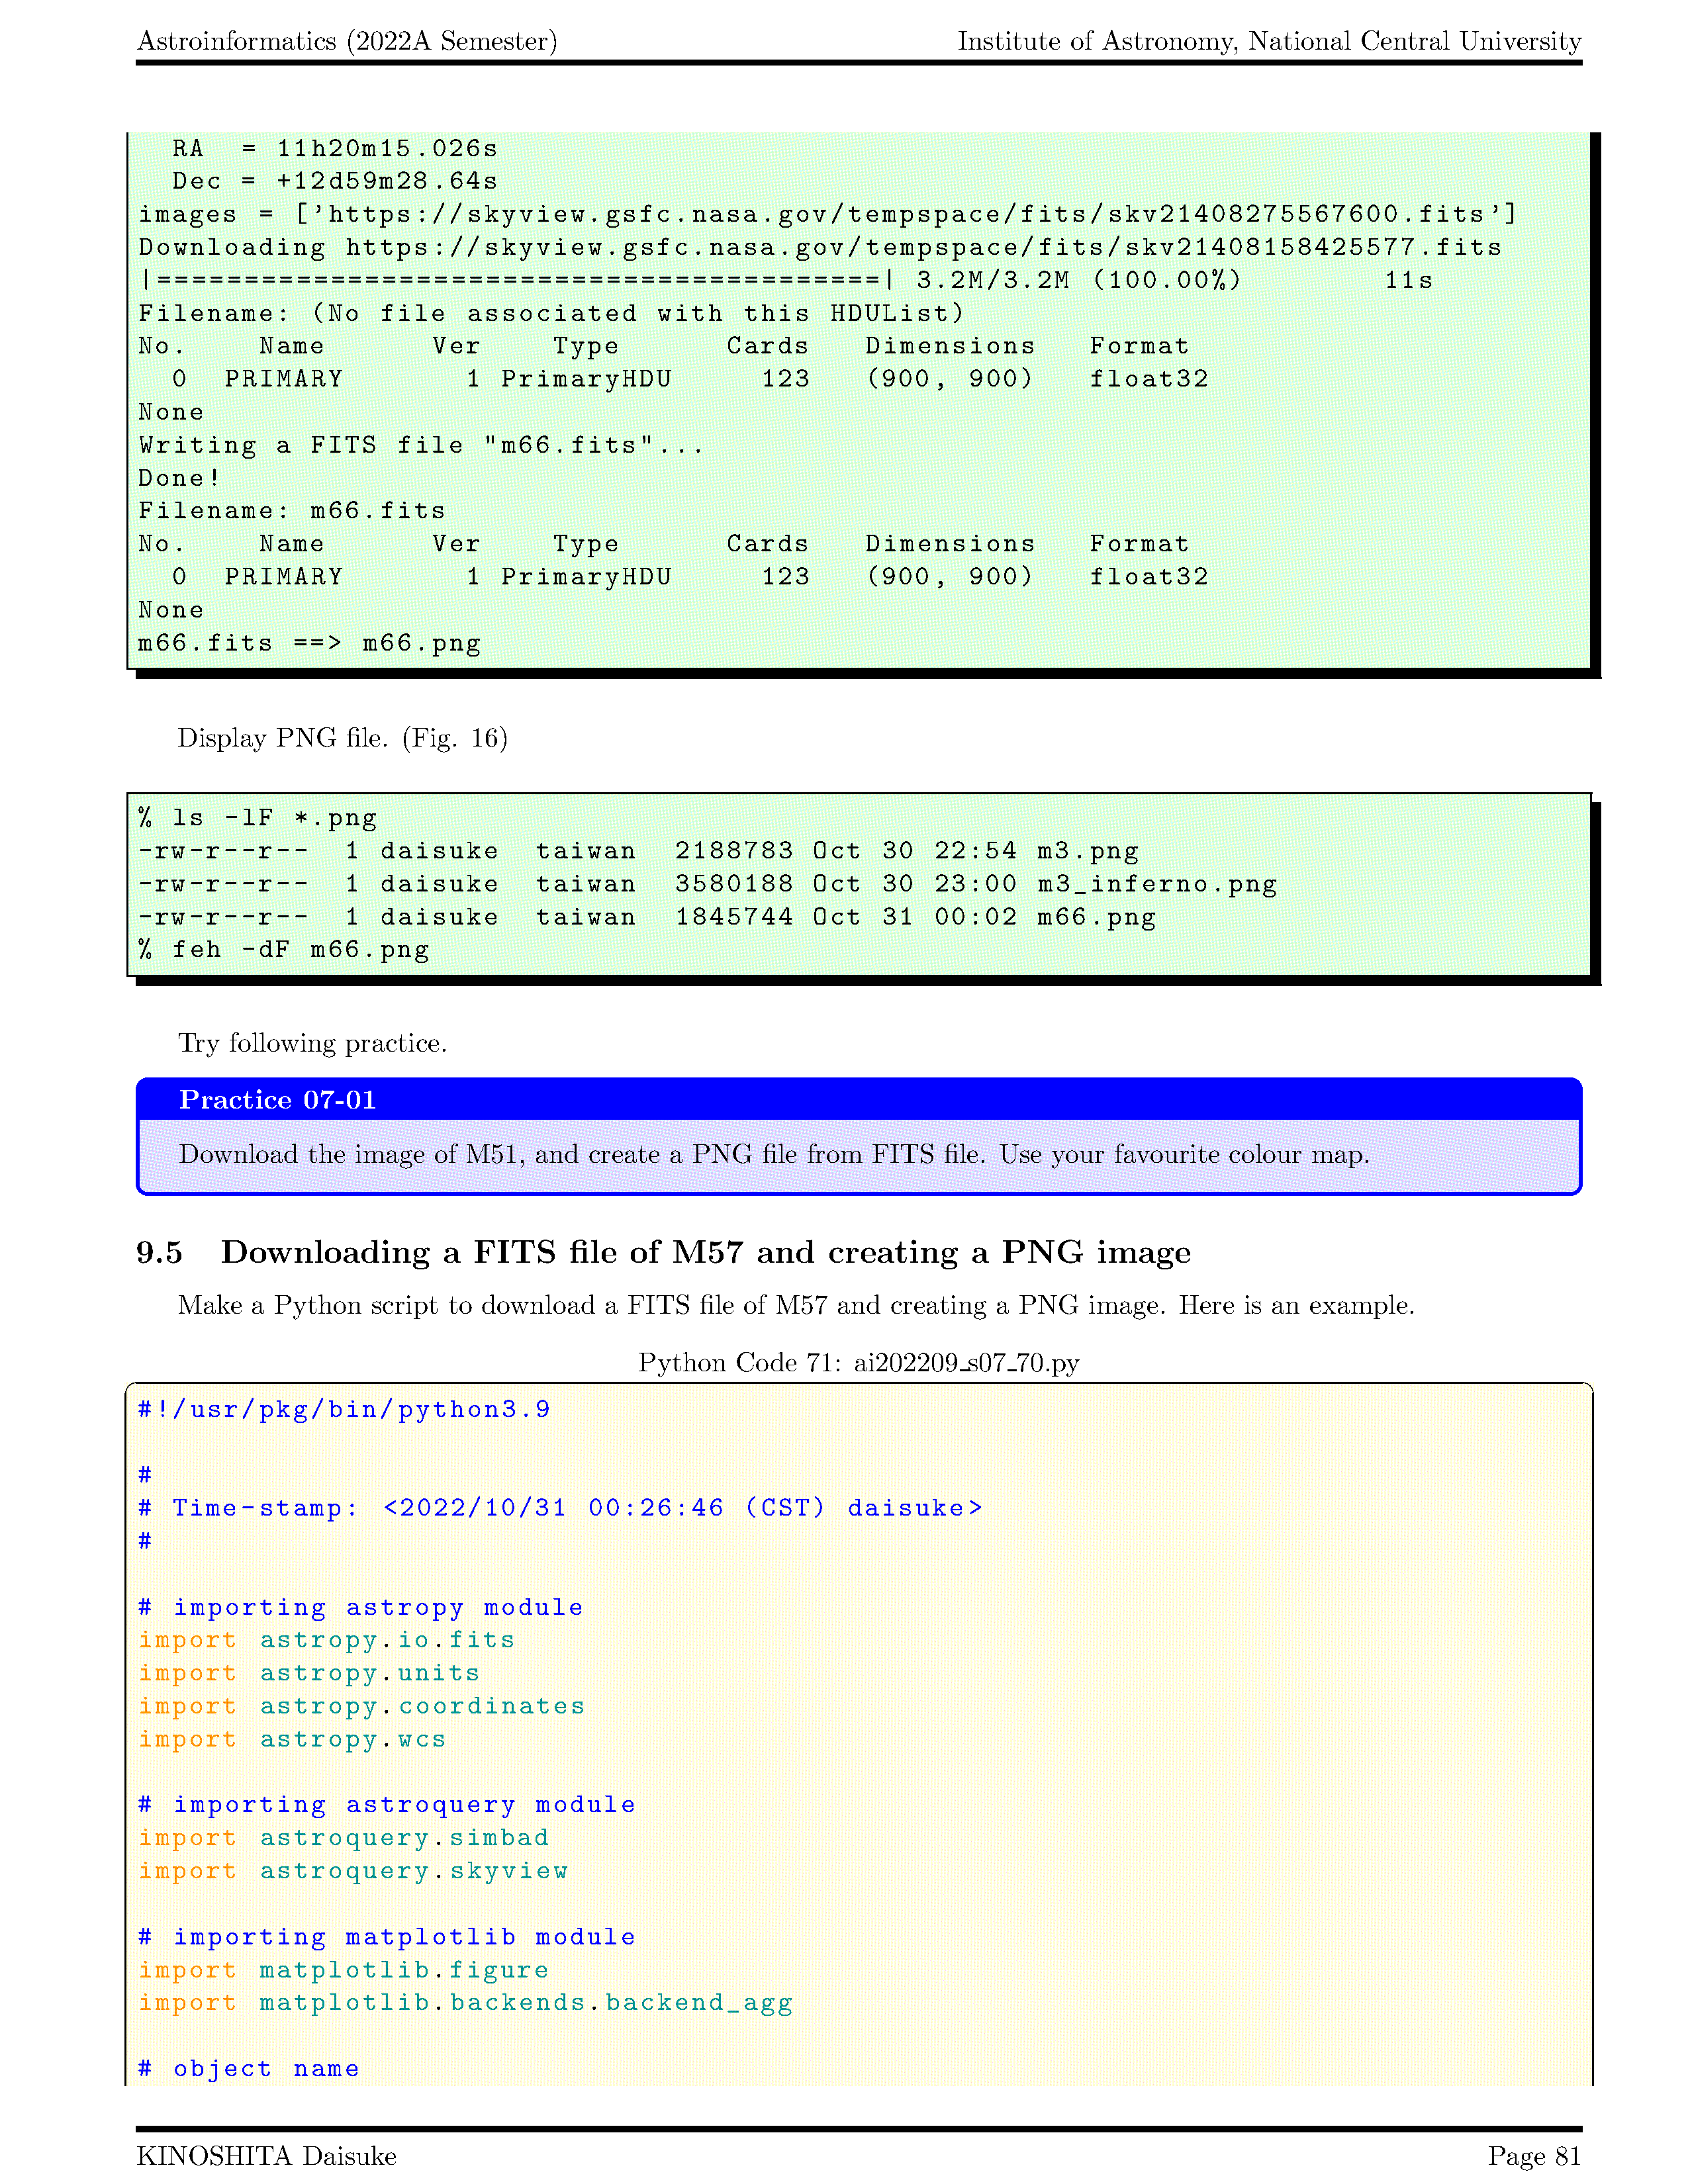 Astroinformatics (2022A Semester) Institute of Astronomy, National Central University
  RA  = 11h20m15.026s
  Dec = +12d59m28.64s
images = ['https://skyview.gsfc.nasa.gov/tempspace/fits/skv21408275567600.fits']
Downloading https://skyview.gsfc.nasa.gov/tempspace/fits/skv21408158425577.fits
|==========================================| 3.2M/3.2M (100.00%)        11s
Filename: (No file associated with this HDUList)
No.    Name      Ver    Type      Cards   Dimensions   Format
  0  PRIMARY       1 PrimaryHDU     123   (900, 900)   float32
None
Writing a FITS file "m66.fits"...
Done!
Filename: m66.fits
No.    Name      Ver    Type      Cards   Dimensions   Format
  0  PRIMARY       1 PrimaryHDU     123   (900, 900)   float32
None
m66.fits ==> m66.png
Display PNG file. (Fig. 16)
% ls -lF *.png
-rw-r--r--  1 daisuke  taiwan  2188783 Oct 30 22:54 m3.png
-rw-r--r--  1 daisuke  taiwan  3580188 Oct 30 23:00 m3_inferno.png
-rw-r--r--  1 daisuke  taiwan  1845744 Oct 31 00:02 m66.png
% feh -dF m66.png
Try following practice.
Practice 07-01
Download the image of M51, and create a PNG file from FITS file. Use your favourite colour map.
9.5 Downloading a FITS file of M57 and creating a PNG image
Make a Python script to download a FITS file of M57 and creating a PNG image. Here is an example.
Python Code 71: ai202209_s07_70.py
#!/usr/pkg/bin/python3.9
#
# Time-stamp: <2022/10/31 00:26:46 (CST) daisuke>
#
# importing astropy module
import astropy.io.fits
import astropy.units
import astropy.coordinates
import astropy.wcs
# importing astroquery module
import astroquery.simbad
import astroquery.skyview
# importing matplotlib module
import matplotlib.figure
import matplotlib.backends.backend_agg
# object name
KINOSHITA Daisuke Page 81